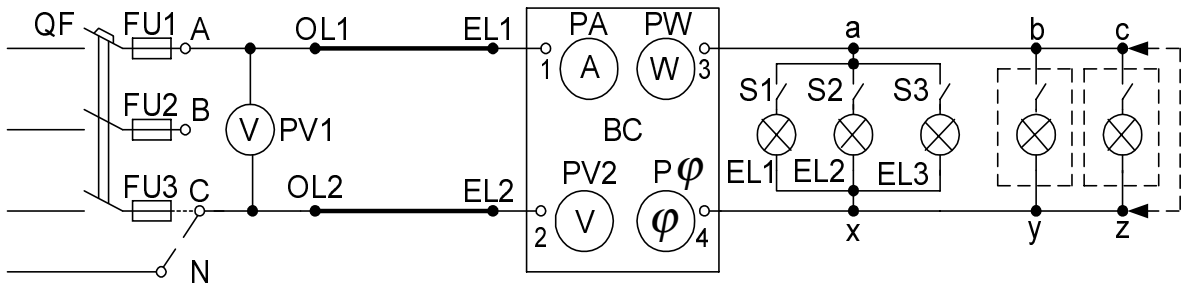 QF FU1 A OL1 EL1 PA PW a b c
A W
1 3
FU2 B V PV1 BC S1 S2 S3
EL1 EL2 EL3
FU3 C OL2 EL2 PV2 Pφ
V φ
2 4
x y z
N